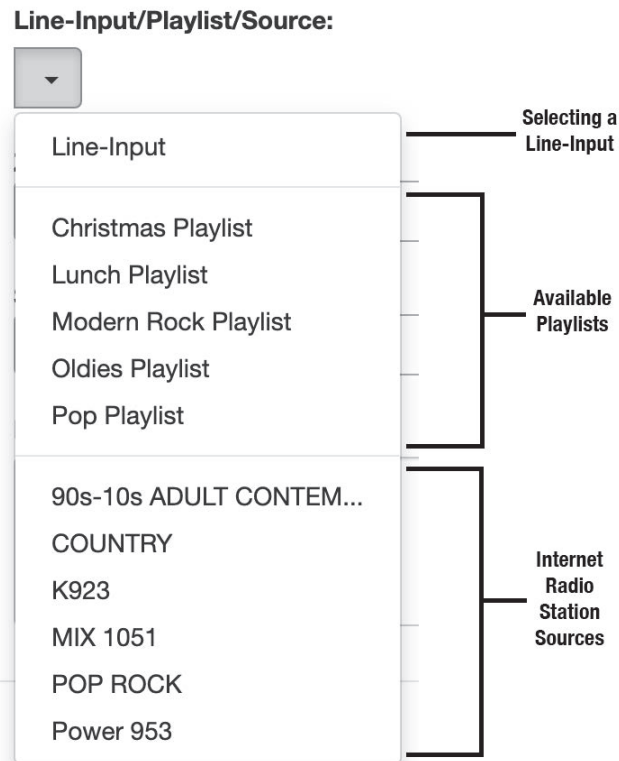 Line-Input/Playlist/Source:
Line-Input
Selecting a
Line-Input
Christmas Playlist
Lunch Playlist
Modern Rock Playlist
Oldies Playlist
Pop Playlist
Available
Playlists
90s-10s ADULT CONTEM...
COUNTRY
K923
MIX 1051
POP ROCK
Power 953
Internet
Radio
Station
Sources